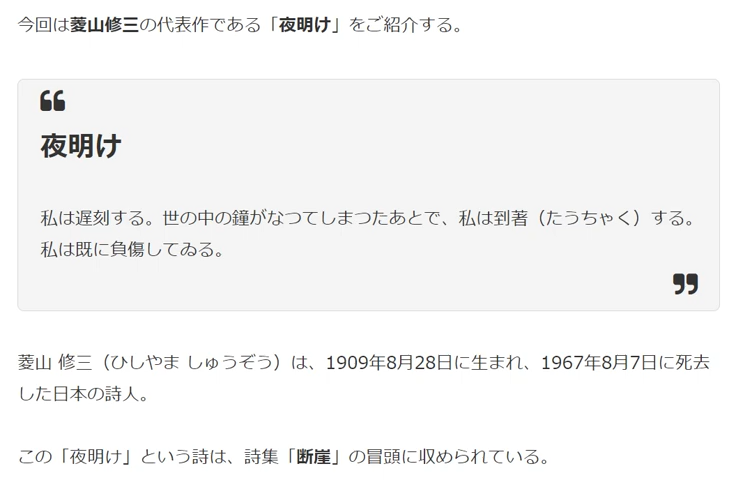 今回は菱山修三の代表作である「夜明け」をご紹介する。
❝
夜明け
私は遅刻する。世の中の鐘がなつてしまつたあとで、私は到著（たうちゃく）する。
私は既に負傷してゐる。
❞
菱山 修三（ひしやま しゅうぞう）は、1909年8月28日に生まれ、1967年8月7日に死去
した日本の詩人。
この「夜明け」という詩は、詩集「断崖」の冒頭に収められている。